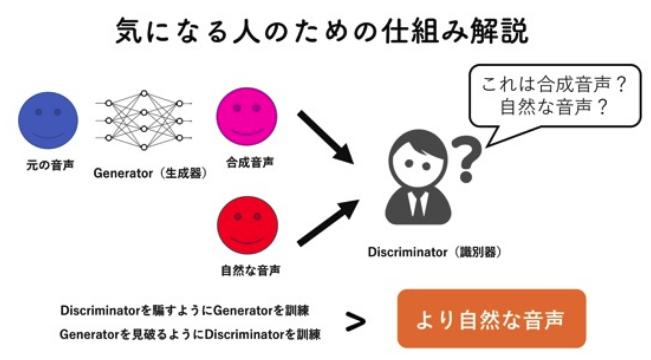 気になる人のための仕組み解説
これは合成音声？
自然な音声？
元の音声
Generator（生成器）
合成音声
自然な音声
Discriminator（識別器）
?
Discriminatorを騙すようにGeneratorを訓練
Generatorを見破るようにDiscriminatorを訓練
>
より自然な音声